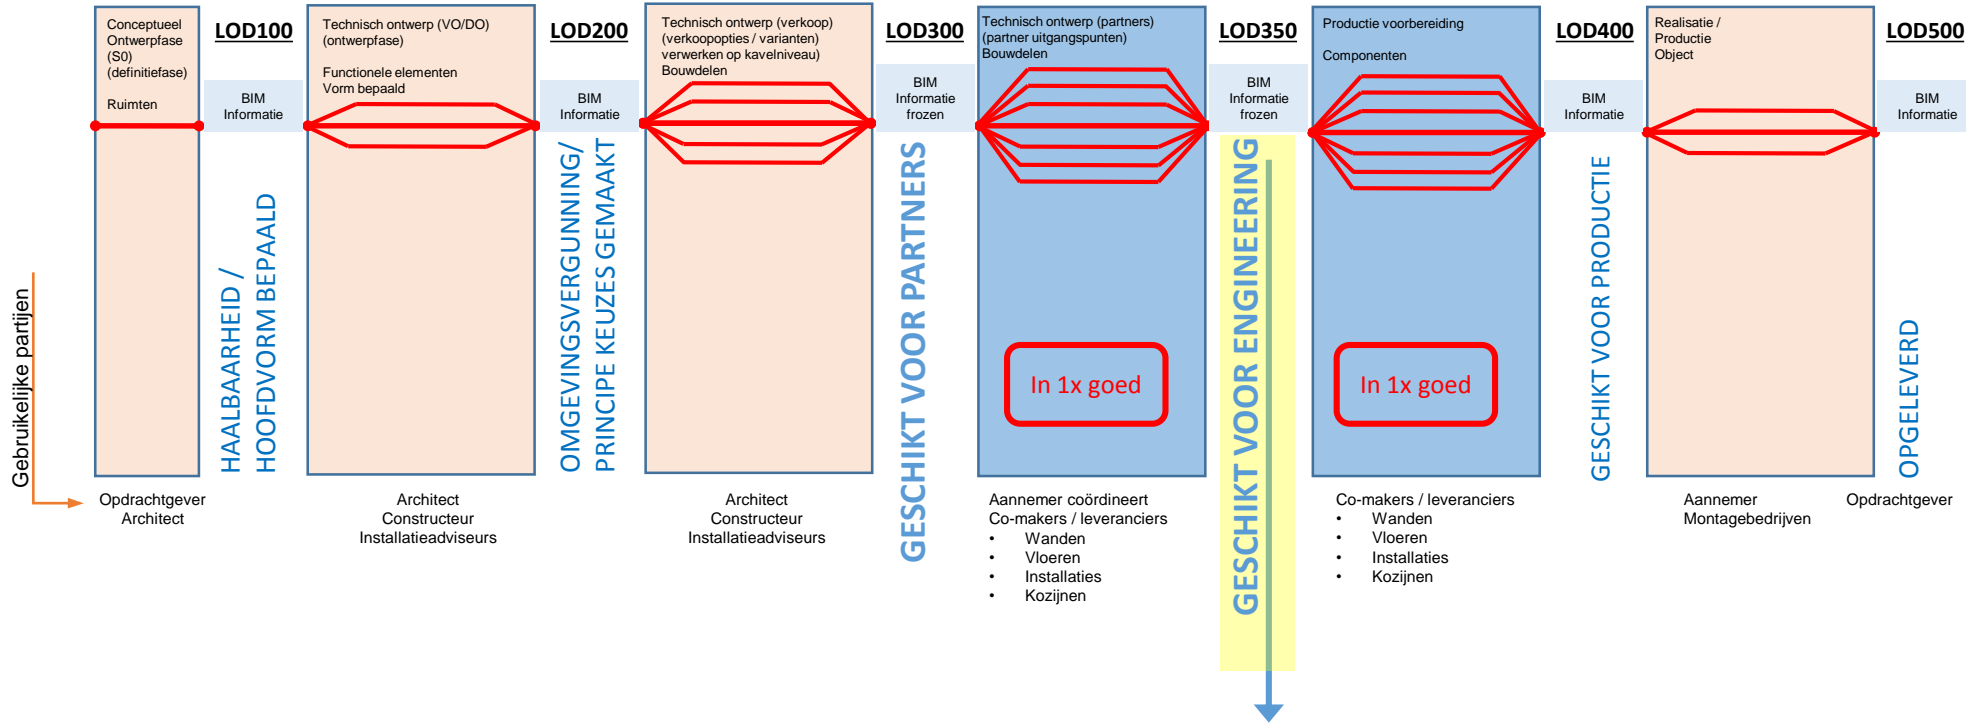 Conceptueel
Ontwerpfase
(S0)
(definitiefase)
Ruimten
LOD100
BIM
Informatie
HAALBAARHEID /
HOOFDVORM BEPAALD
Technisch ontwerp (VO/DO)
(ontwerpfase)
Functionele elementen
Vorm bepaald
LOD200
BIM
Informatie
OMGEVINGSVERGUNNING/
PRINCIPE KEUZES GEMAAKT
Technisch ontwerp (verkoop)
(verkoopopties / varianten)
verwerken op kavelniveau)
Bouwdelen
LOD300
BIM
Informatie
frozen
GESCHIKT VOOR PARTNERS
Technisch ontwerp (partners)
(partner uitgangspunten)
Bouwdelen
In 1x goed
LOD350
BIM
Informatie
frozen
GESCHIKT VOOR ENGINEERING
Productie voorbereiding
Componenten
In 1x goed
LOD400
BIM
Informatie
GESCHIKT VOOR PRODUCTIE
Realisatie /
Productie
Object
LOD500
BIM
Informatie
OPGELEVERD
Gebruikelijke partijen
Opdrachtgever
Architect
Architect
Constructeur
Installatieadviseurs
Architect
Constructeur
Installatieadviseurs
Aannemer coördineert
Co-makers / leveranciers
• Wanden
• Vloeren
• Installaties
• Kozijnen
Co-makers / leveranciers
• Wanden
• Vloeren
• Installaties
• Kozijnen
Aannemer
Montagebedrijven
Opdrachtgever